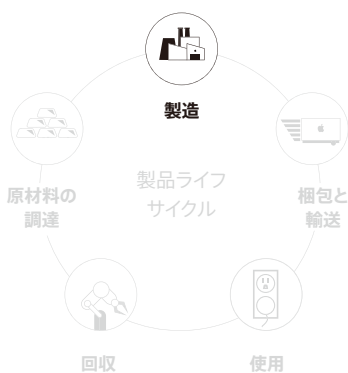 製造
原材料の
調達
製品ライフ
サイクル
梱包と
輸送
回収
使用